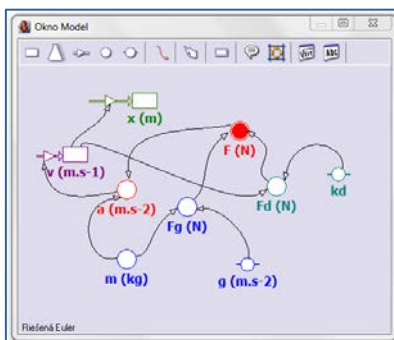 Okno Model
x (m)
F (N)
v (m.s-1)
a (m.s-2)
Fd (N)
kd
Fg (N)
m (kg)
g (m.s-2)
Riešená Euler